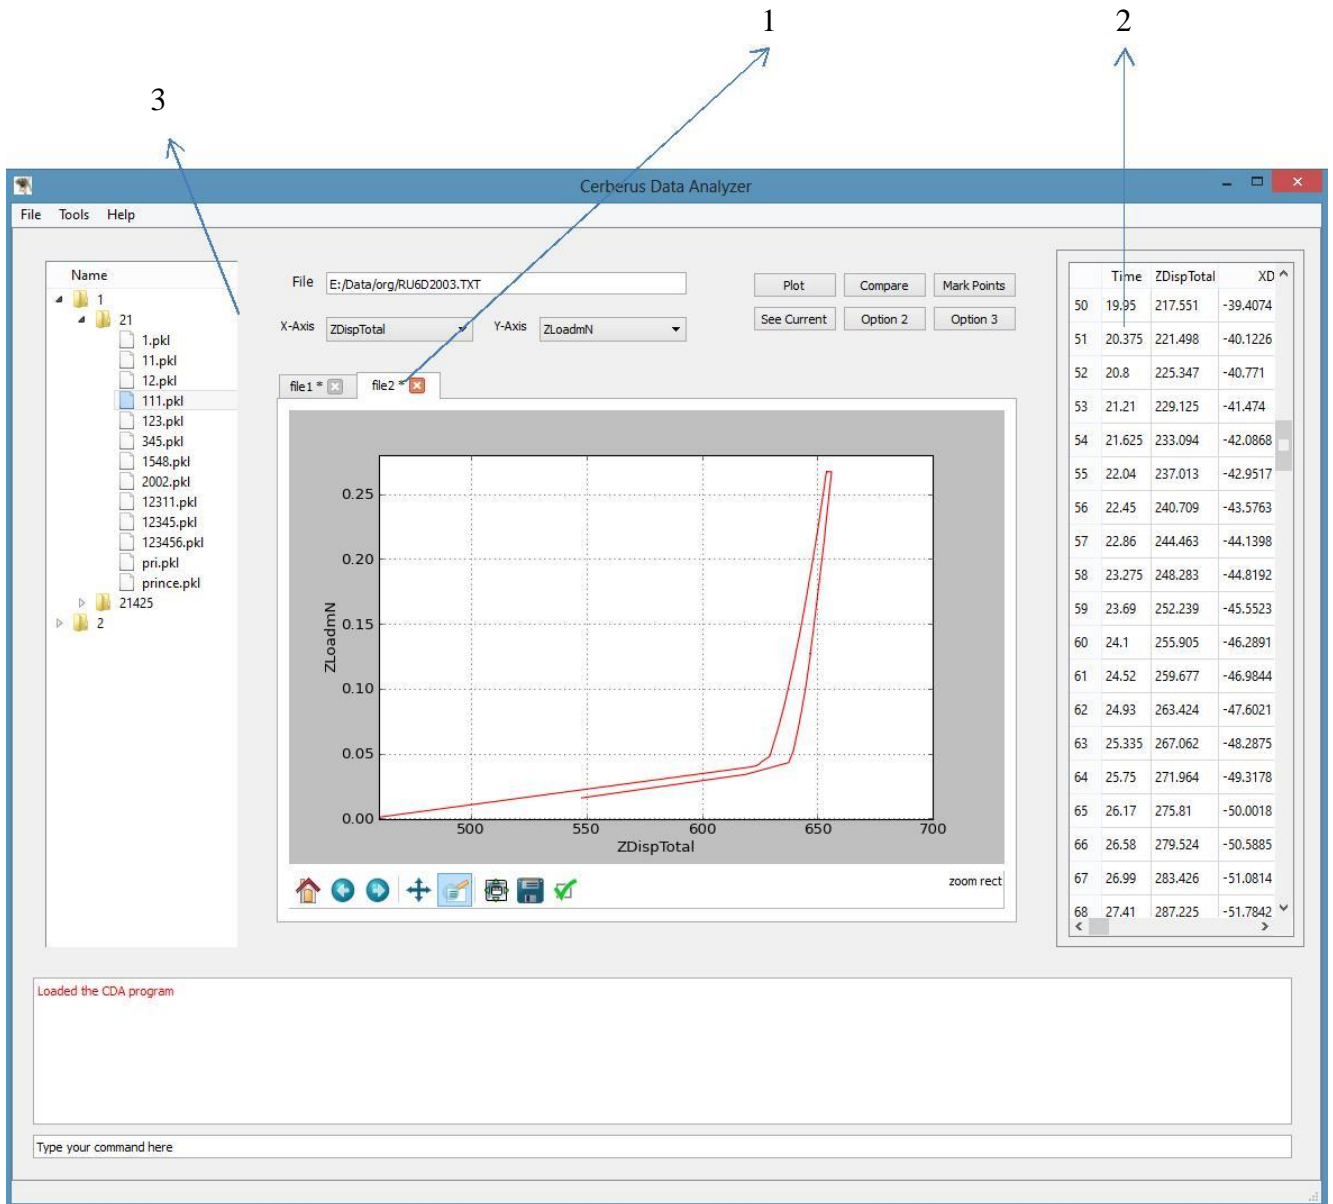 1
2
3
Cerberus Data Analyzer
File Tools Help
Name
1
21
1.pkl
11.pkl
12.pkl
111.pkl
123.pkl
345.pkl
1548.pkl
2002.pkl
12311.pkl
12345.pkl
123456.pkl
pri.pkl
prince.pkl
21425
2
File E:/Data/org/RU6D2003.TXT
X-Axis ZDispTotal Y-Axis ZLoadmN
Plot Compare Mark Points
See Current Option 2 Option 3
file1 * file2 *
0.25
0.20
0.15
0.10
0.05
0.00
ZLoadmN
500 550 600 650 700
ZDispTotal
zoom rect
Time ZDispTotal XD
50 19.95 217.551 -39.4074
51 20.375 221.498 -40.1226
52 20.8 225.347 -40.771
53 21.21 229.125 -41.474
54 21.625 233.094 -42.0868
55 22.04 237.013 -42.9517
56 22.45 240.709 -43.5763
57 22.86 244.463 -44.1398
58 23.275 248.283 -44.8192
59 23.69 252.239 -45.5523
60 24.1 255.905 -46.2891
61 24.52 259.677 -46.9844
62 24.93 263.424 -47.6021
63 25.335 267.062 -48.2875
64 25.75 271.964 -49.3178
65 26.17 275.81 -50.0018
66 26.58 279.524 -50.5885
67 26.99 283.426 -51.0814
68 27.41 287.225 -51.7842
Loaded the CDA program
Type your command here